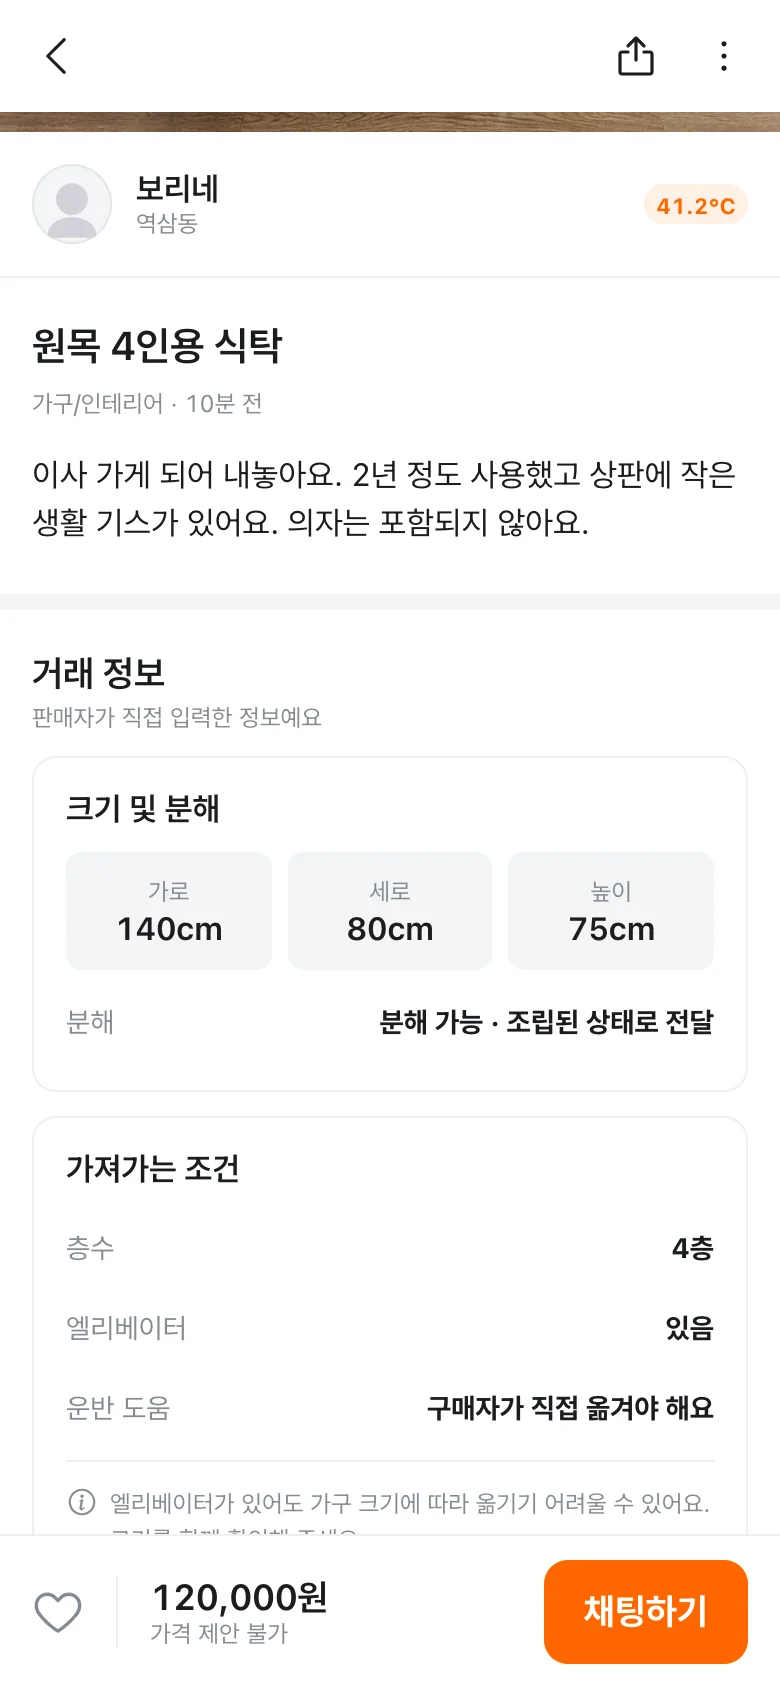 보리네
역삼동
41.2°C
원목 4인용 식탁
가구/인테리어 · 10분 전
이사 가게 되어 내놓아요. 2년 정도 사용했고 상판에 작은
생활 기스가 있어요. 의자는 포함되지 않아요.
거래 정보
판매자가 직접 입력한 정보예요
크기 및 분해
가로
140cm
세로
80cm
높이
75cm
분해
분해 가능 · 조립된 상태로 전달
가져가는 조건
층수
4층
엘리베이터
있음
운반 도움
구매자가 직접 옮겨야 해요
엘리베이터가 있어도 가구 크기에 따라 옮기기 어려울 수 있어요.
120,000원
가격 제안 불가
채팅하기